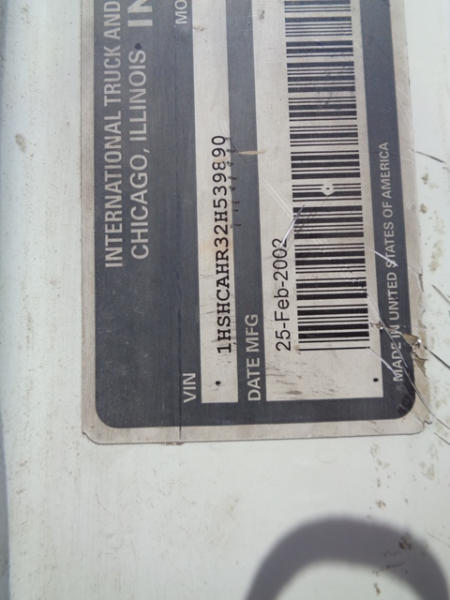 INTERNATIONAL TRUCK AND
CHICAGO, ILLINOIS
VIN
1HSHCAHR32H539890
DATE MFG
25-Feb-2002
MADE IN UNITED STATES OF AMERICA